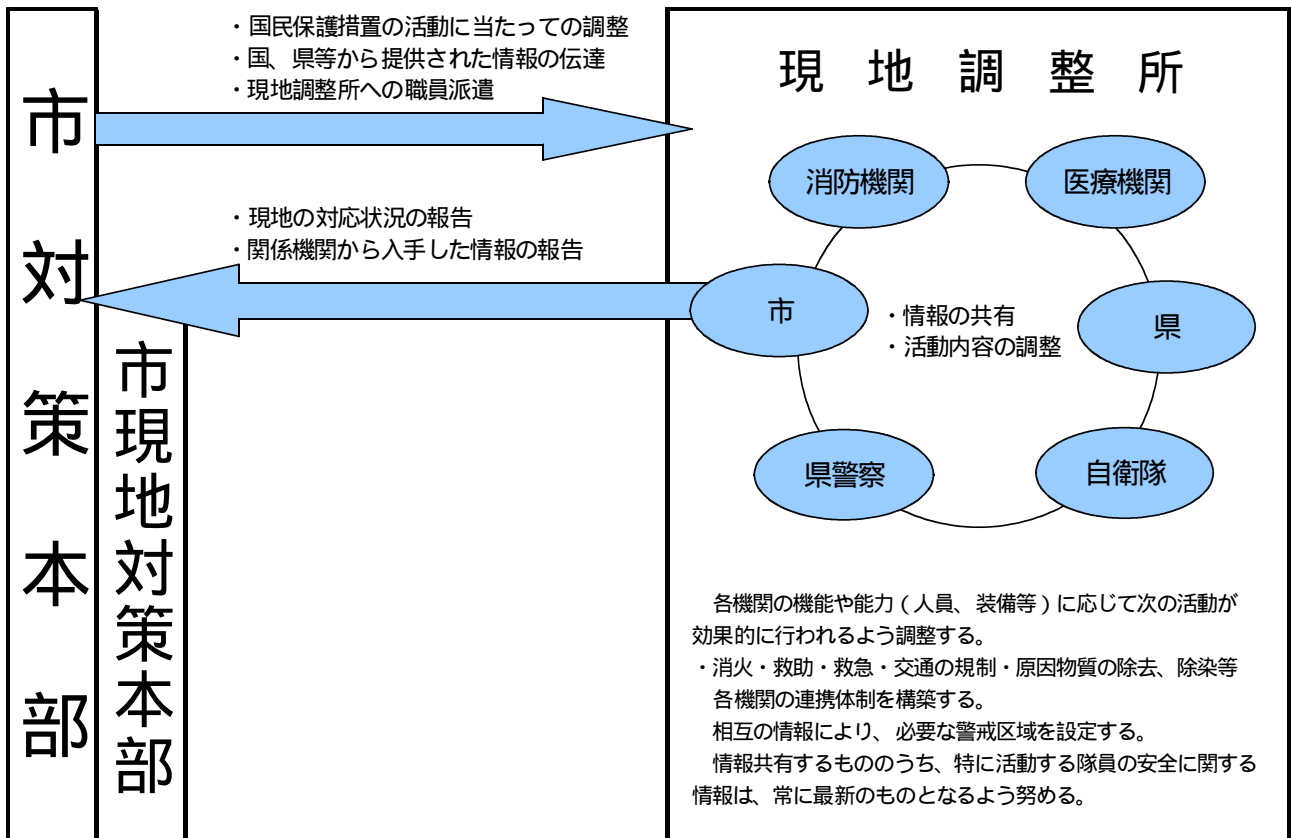 市対策本部
市現地対策本部
・国民保護措置の活動に当たっての調整
・国、県等から提供された情報の伝達
・現地調整所への職員派遣
・現地の対応状況の報告
・関係機関から入手した情報の報告
現地調整所
消防機関
医療機関
市
・情報の共有
・活動内容の調整
県
県警察
自衛隊
各機関の機能や能力(人員、装備等)に応じて次の活動が
効果的に行われるよう調整する。
・消火・救助・救急・交通の規制・原因物質の除去、除染等
各機関の連携体制を構築する。
相互の情報により、必要な警戒区域を設定する。
情報共有するもののうち、特に活動する隊員の安全に関する
情報は、常に最新のものとなるよう努める。